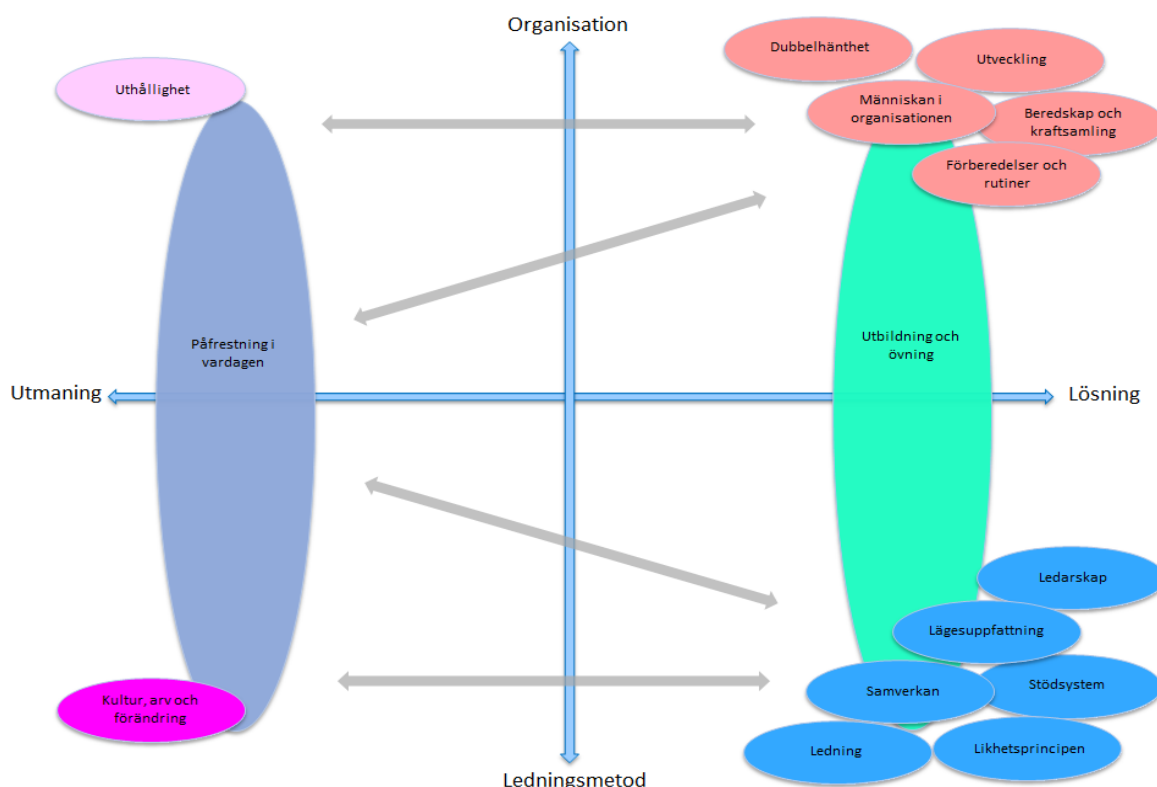 Organisation
Dubbelhänthet
Utveckling
Uthållighet
Människan i
organisationen
Beredskap och
kraftsamling
Förberedelser och
rutiner
Påfrestning i
vardagen
Utbildning och
övning
Utmaning
Lösning
Ledarskap
Lägesuppfattning
Kultur, arv och
förändring
Samverkan
Stödsystem
Ledning
Likhetsprincipen
Ledningsmetod